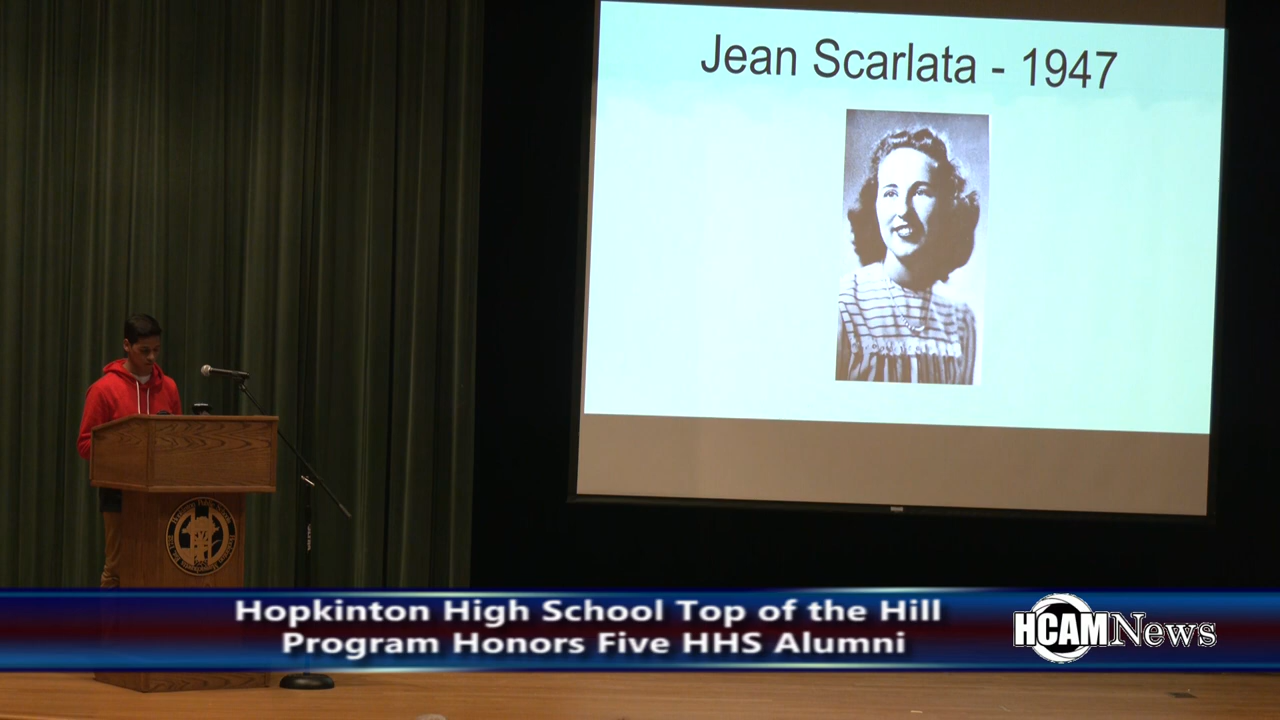 Jean Scarlata - 1947
Hopkinton High School Top of the Hill
Program Honors Five HHS Alumni
HCAMNews